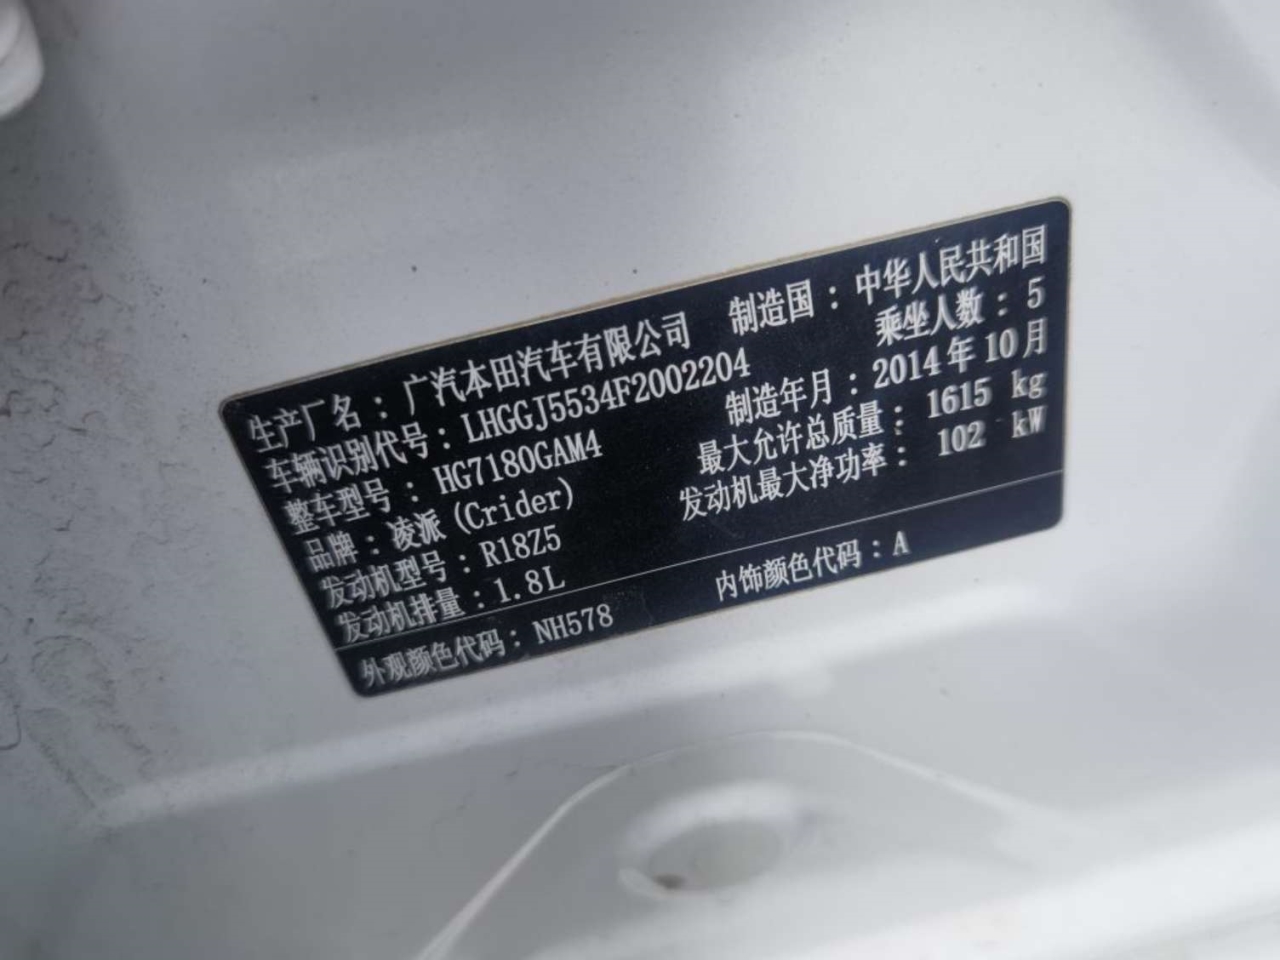 生产厂名：广汽本田汽车有限公司 制造国：中华人民共和国
车辆识别代号：LHGGJ5534F2002204 乘坐人数：5
整车型号：HG7180GAM4 制造年月：2014年10月
品牌：凌派(Crider) 最大允许总质量：1615 kg
发动机型号：R18Z5 发动机最大净功率：102 kW
发动机排量：1.8L
外观颜色代码：NH578 内饰颜色代码：A